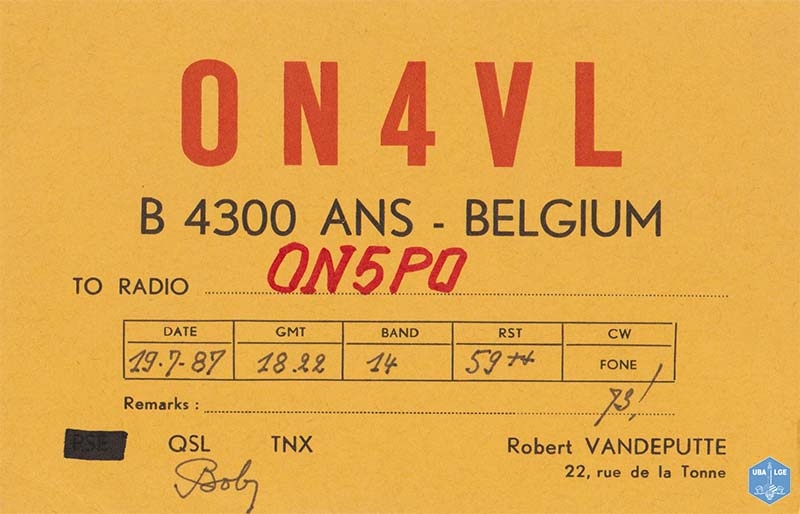 ON4VL
B 4300 ANS - BELGIUM
TO RADIO ON5PO
DATE GMT BAND RST CW
19-7-87 18.22 14 59++ FONE
Remarks : 73!
PSE QSL TNX Robert VANDEPUTTE
Boby 22, rue de la Tonne
UBA LGE